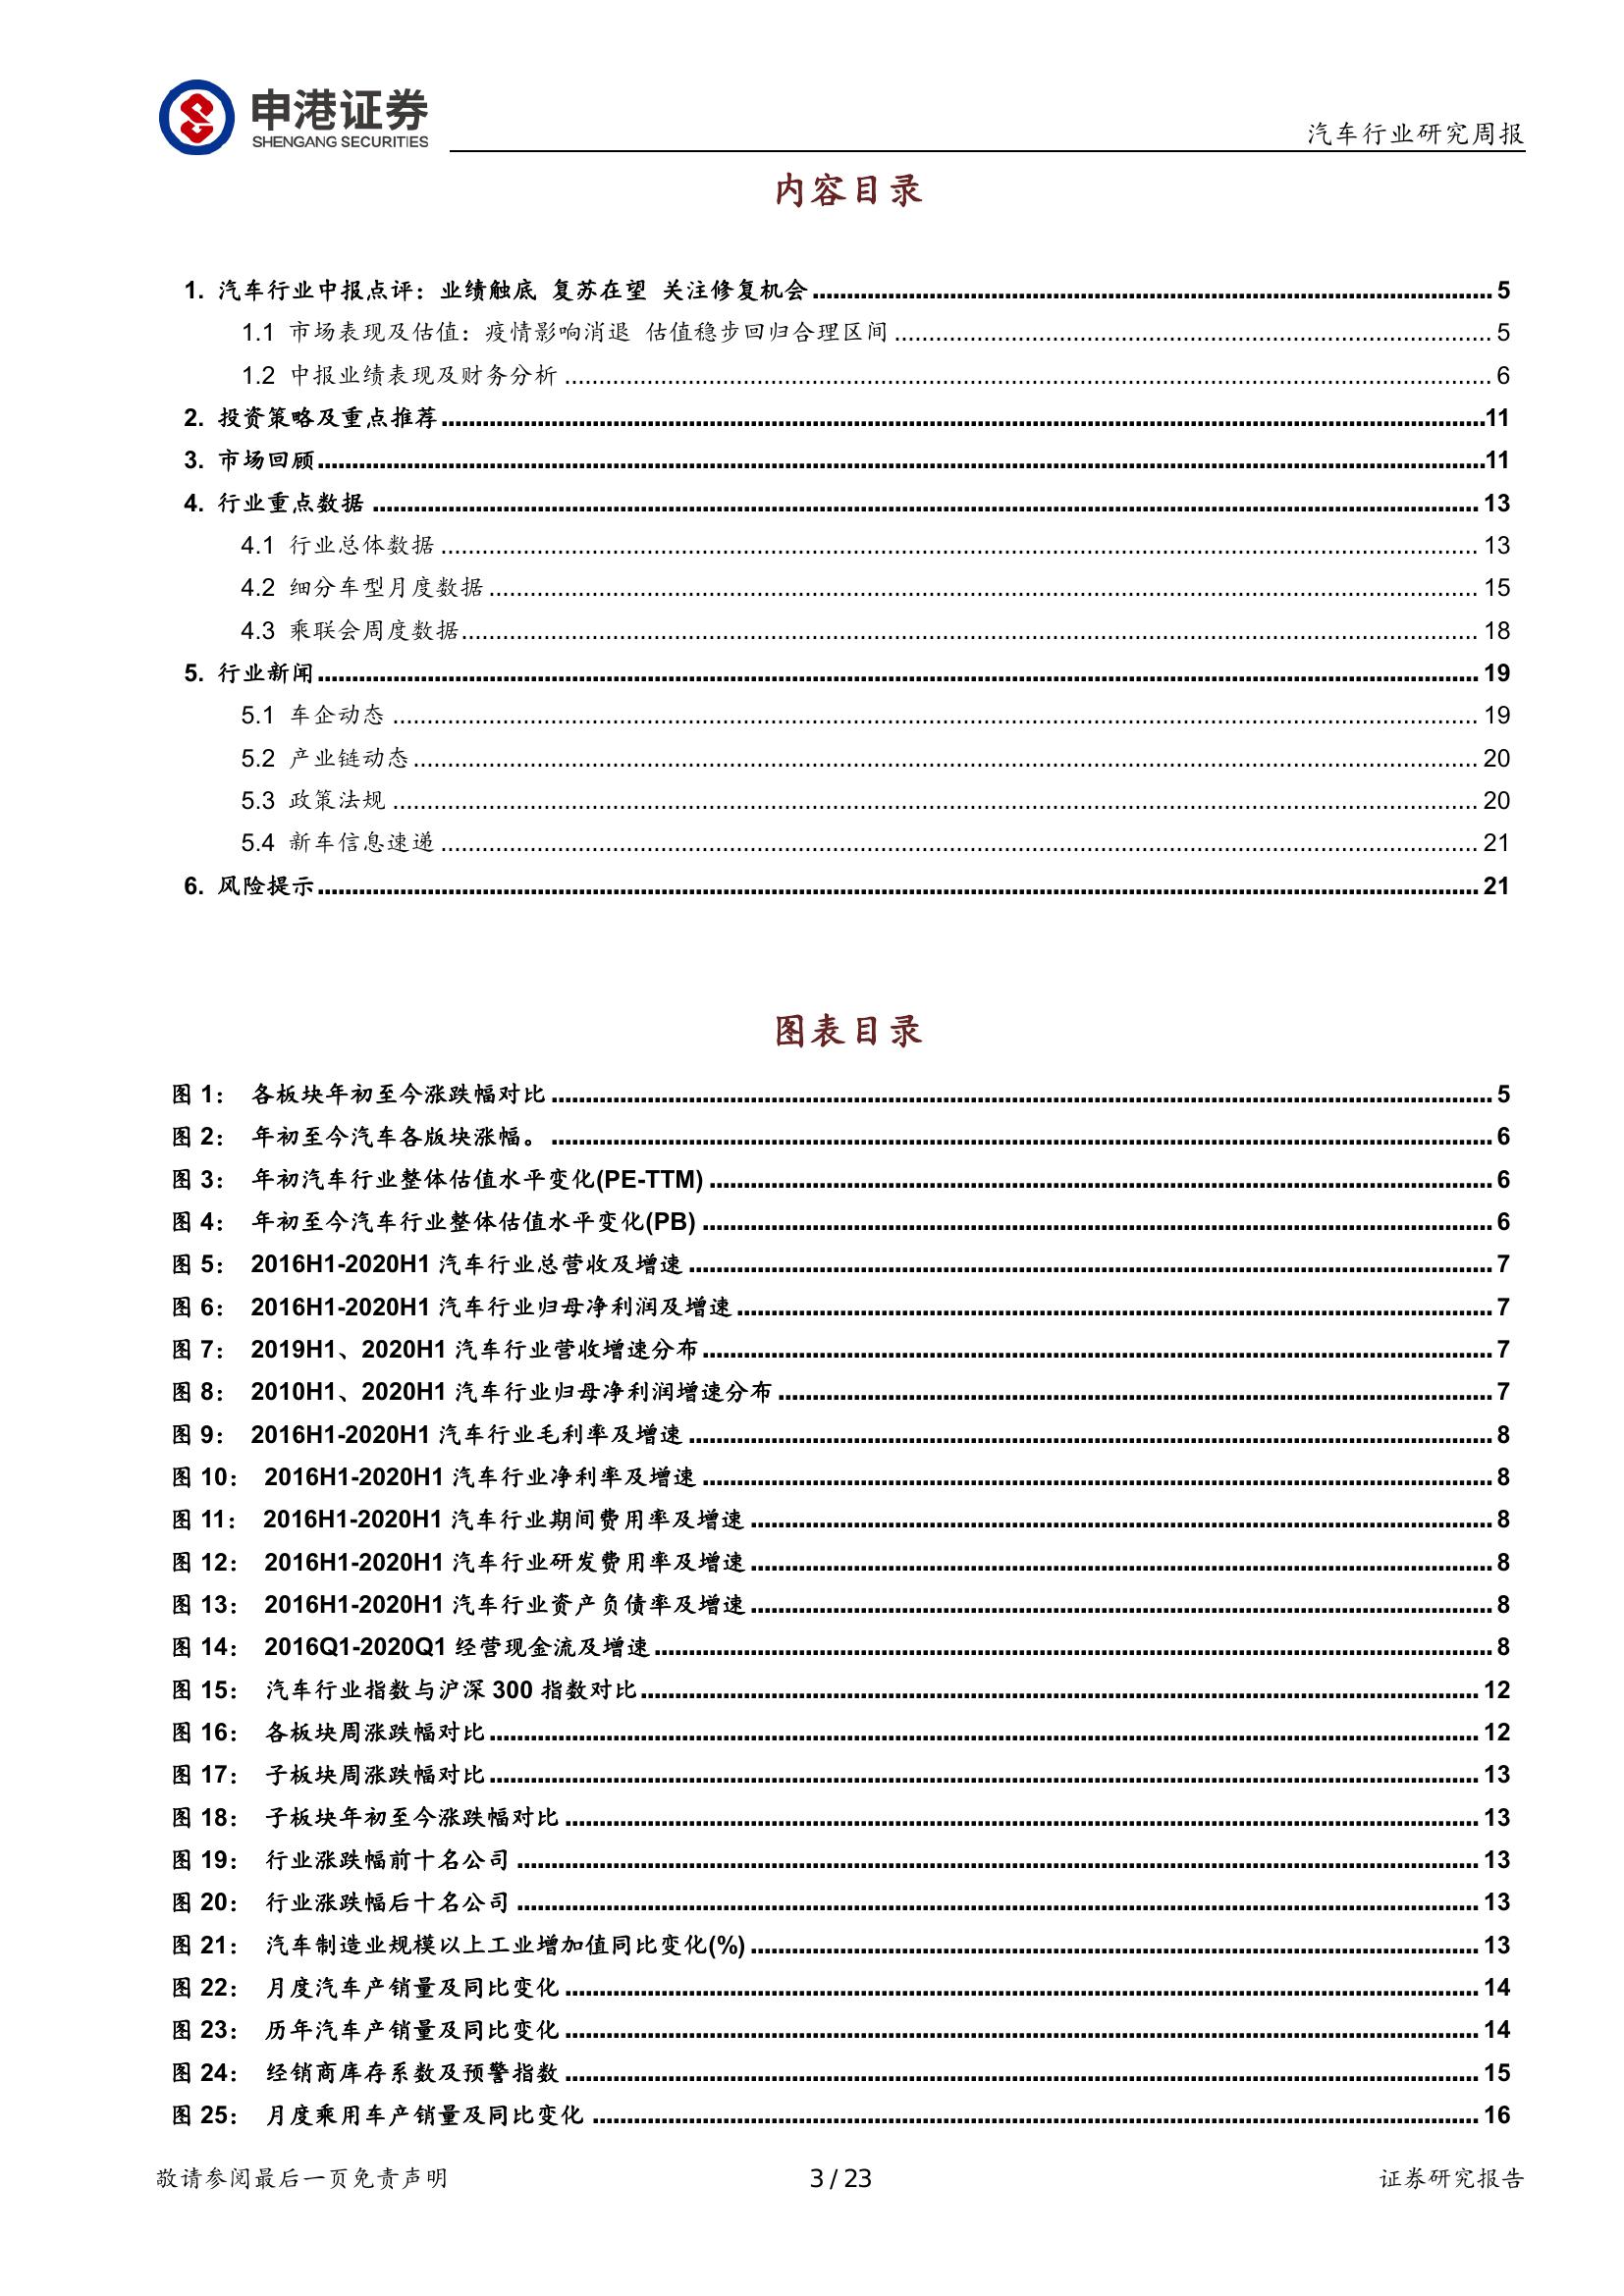 申港证券
SHENGANG SECURITIES
汽车行业研究周报
内容目录
1. 汽车行业中报点评：业绩触底 复苏在望 关注修复机会 5
1.1 市场表现及估值：疫情影响消退 估值稳步回归合理区间 5
1.2 中报业绩表现及财务分析 6
2. 投资策略及重点推荐 11
3. 市场回顾 11
4. 行业重点数据 13
4.1 行业总体数据 13
4.2 细分车型月度数据 15
4.3 乘联会周度数据 18
5. 行业新闻 19
5.1 车企动态 19
5.2 产业链动态 20
5.3 政策法规 20
5.4 新车信息速递 21
6. 风险提示 21
图表目录
图 1： 各板块年初至今涨跌幅对比 5
图 2： 年初至今汽车各版块涨幅。 6
图 3： 年初汽车行业整体估值水平变化(PE-TTM) 6
图 4： 年初至今汽车行业整体估值水平变化(PB) 6
图 5： 2016H1-2020H1 汽车行业总营收及增速 7
图 6： 2016H1-2020H1 汽车行业归母净利润及增速 7
图 7： 2019H1、2020H1 汽车行业营收增速分布 7
图 8： 2010H1、2020H1 汽车行业归母净利润增速分布 7
图 9： 2016H1-2020H1 汽车行业毛利率及增速 8
图 10： 2016H1-2020H1 汽车行业净利率及增速 8
图 11： 2016H1-2020H1 汽车行业期间费用率及增速 8
图 12： 2016H1-2020H1 汽车行业研发费用率及增速 8
图 13： 2016H1-2020H1 汽车行业资产负债率及增速 8
图 14： 2016Q1-2020Q1 经营现金流及增速 8
图 15： 汽车行业指数与沪深 300 指数对比 12
图 16： 各板块周涨跌幅对比 12
图 17： 子板块周涨跌幅对比 13
图 18： 子板块年初至今涨跌幅对比 13
图 19： 行业涨跌幅前十名公司 13
图 20： 行业涨跌幅后十名公司 13
图 21： 汽车制造业规模以上工业增加值同比变化(%) 13
图 22： 月度汽车产销量及同比变化 14
图 23： 历年汽车产销量及同比变化 14
图 24： 经销商库存系数及预警指数 15
图 25： 月度乘用车产销量及同比变化 16
敬请参阅最后一页免责声明 3 / 23 证券研究报告